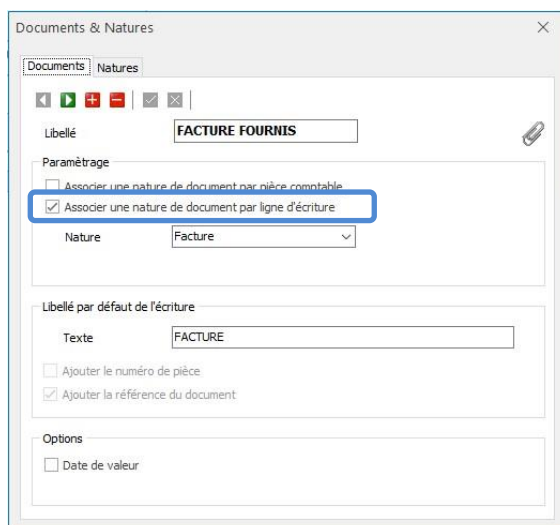 Documents & Natures
Documents Natures
Libellé FACTURE FOURNIS
Paramètrage
Associer une nature de document par pièce comptable
Associer une nature de document par ligne d'écriture
Nature Facture
Libellé par défaut de l'écriture
Texte FACTURE
Ajouter le numéro de pièce
Ajouter la référence du document
Options
Date de valeur